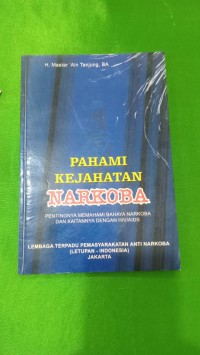 H. Mastar 'Ain Tanjung, BA
PAHAMI
KEJAHATAN
NARKOBA
PENTINGNYA MEMAHAMI BAHAYA NARKOBA
DAN KAITANNYA DENGAN HIV/AIDS
LEMBAGA TERPADU PEMASYARAKATAN ANTI NARKOBA
(LETUPAN - INDONESIA)
JAKARTA